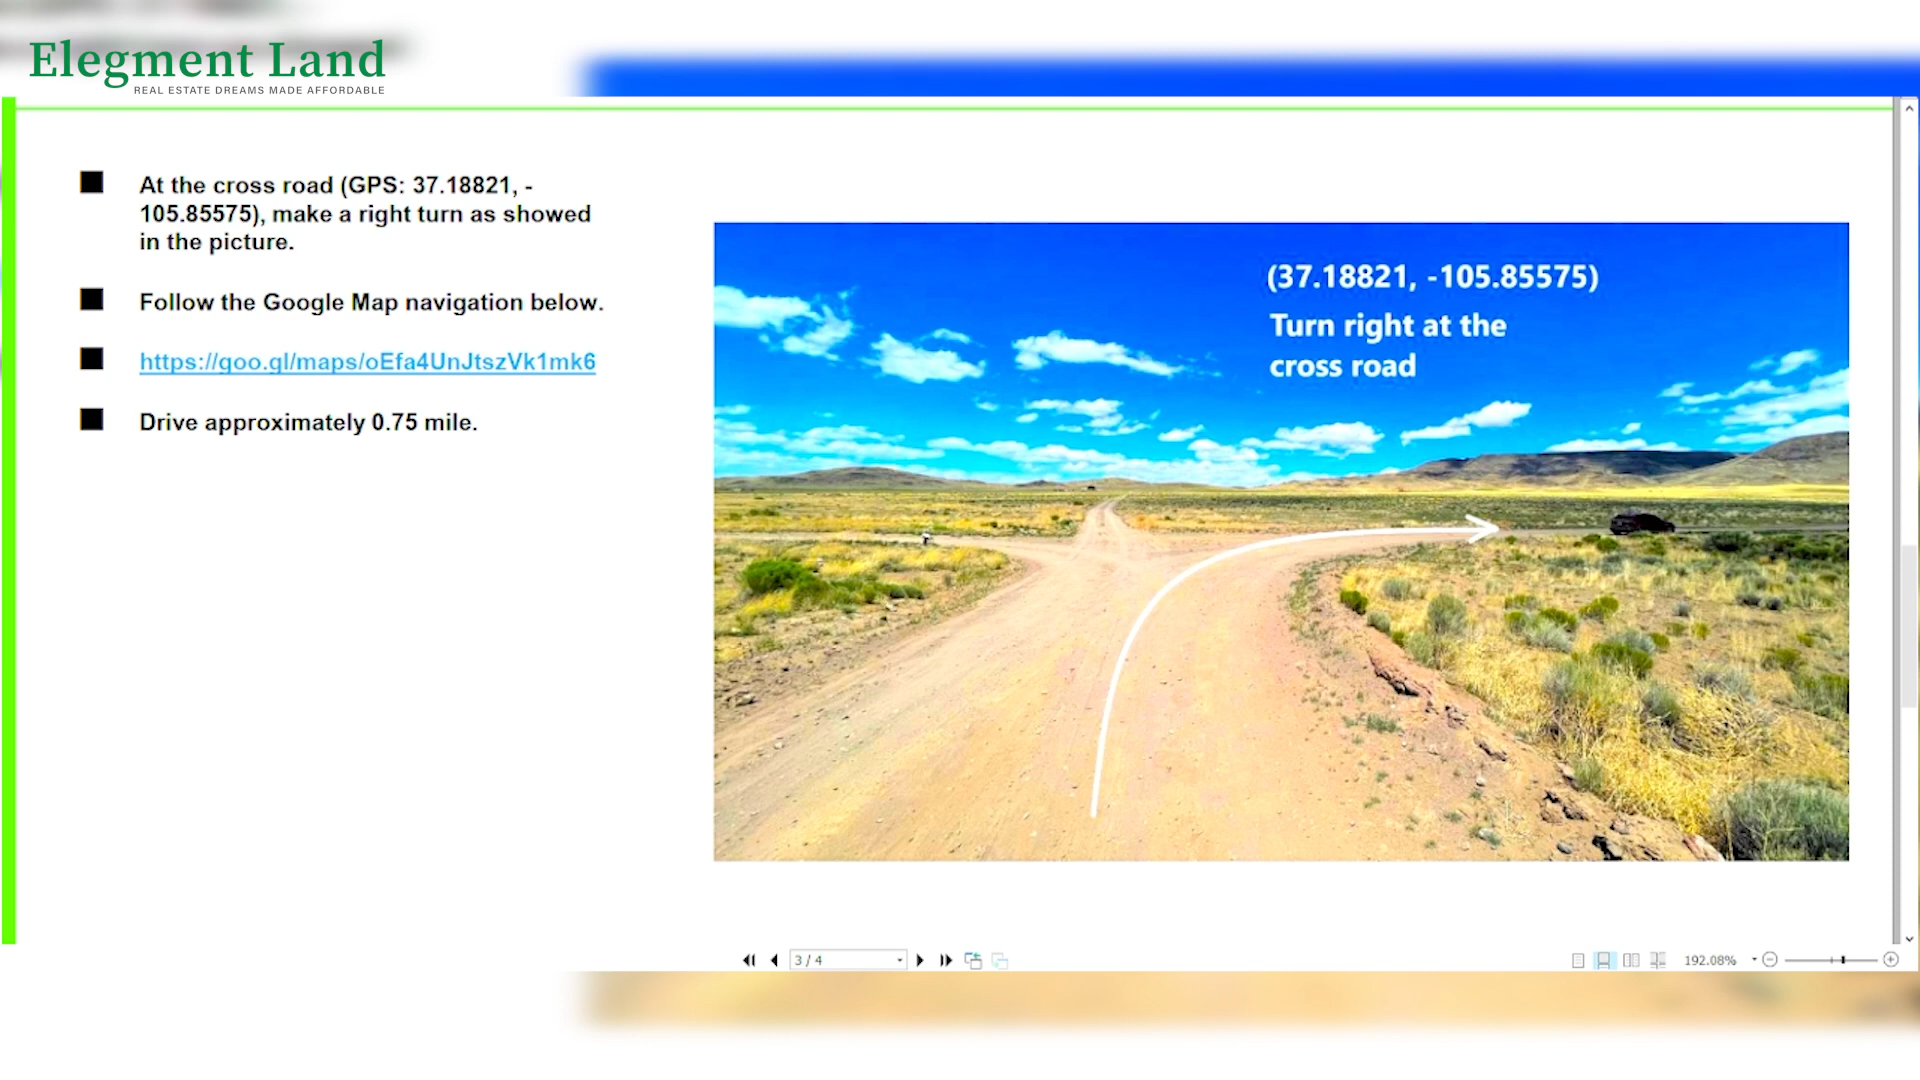 Elegment Land
REAL ESTATE DREAMS MADE AFFORDABLE
At the cross road (GPS: 37.18821, -
105.85575), make a right turn as showed
in the picture.
Follow the Google Map navigation below.
https://goo.gl/maps/oEfa4UnJtszVk1mk6
Drive approximately 0.75 mile.
(37.18821, -105.85575)
Turn right at the
cross road
3 / 4
192.08%